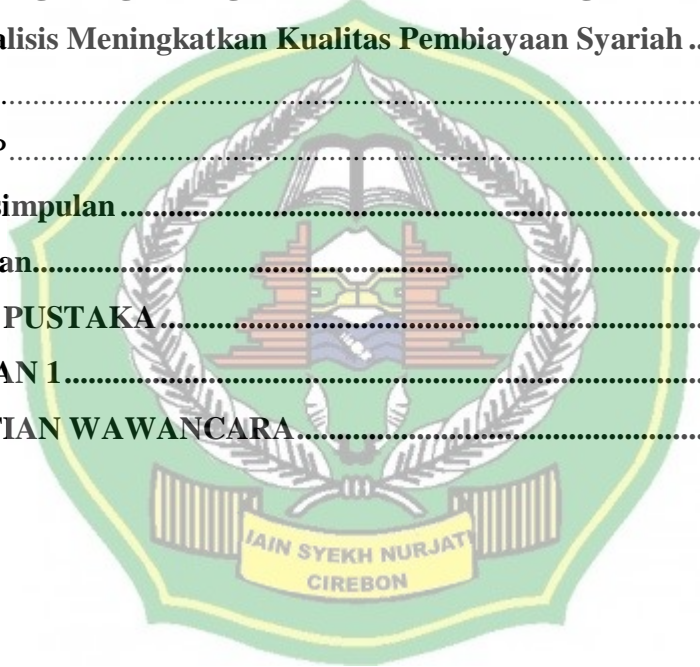 alisis Meningkatkan Kualitas Pembiayaan Syariah ..
.......................................................................
P.......................................................................
simpulan.......................................................................
an.......................................................................
PUSTAKA.......................................................................
AN 1.......................................................................
TIAN WAWANCARA.......................................................................
IAIN SYEKH NURJATI
CIREBON